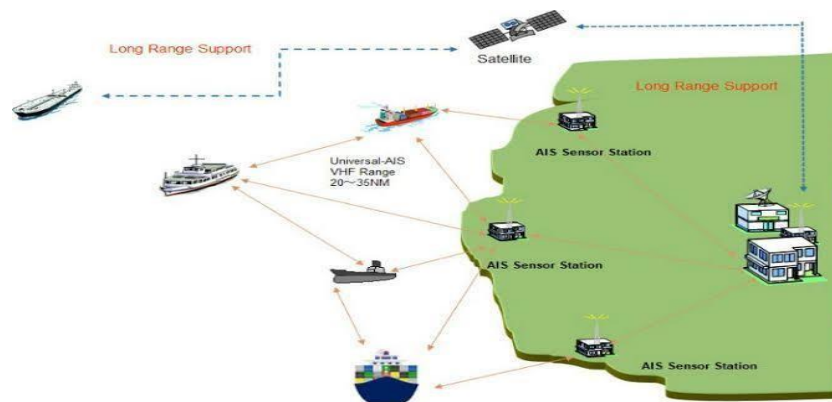 Long Range Support
Satellite
Long Range Support
AIS Sensor Station
Universal-AIS
VHF Range
20～35NM
AIS Sensor Station
AIS Sensor Station